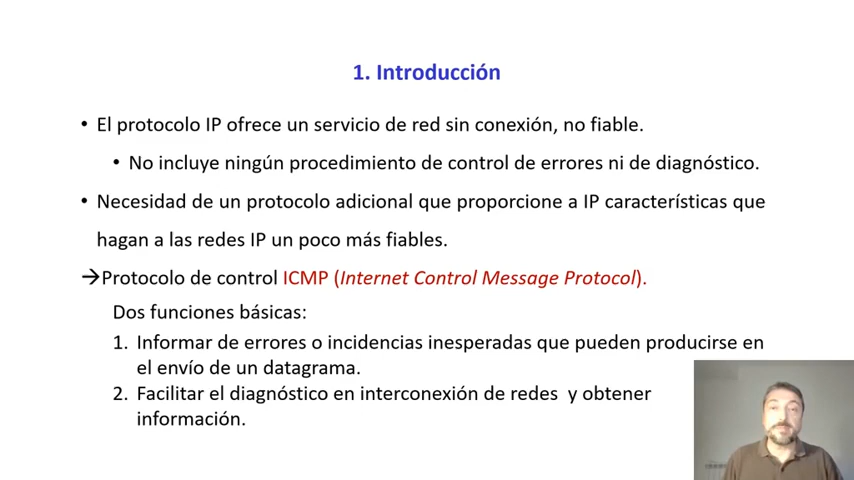 1. Introducción
• El protocolo IP ofrece un servicio de red sin conexión, no fiable.
• No incluye ningún procedimiento de control de errores ni de diagnóstico.
• Necesidad de un protocolo adicional que proporcione a IP características que
hagan a las redes IP un poco más fiables.
→Protocolo de control ICMP (Internet Control Message Protocol).
Dos funciones básicas:
1. Informar de errores o incidencias inesperadas que pueden producirse en
el envío de un datagrama.
2. Facilitar el diagnóstico en interconexión de redes y obtener
información.